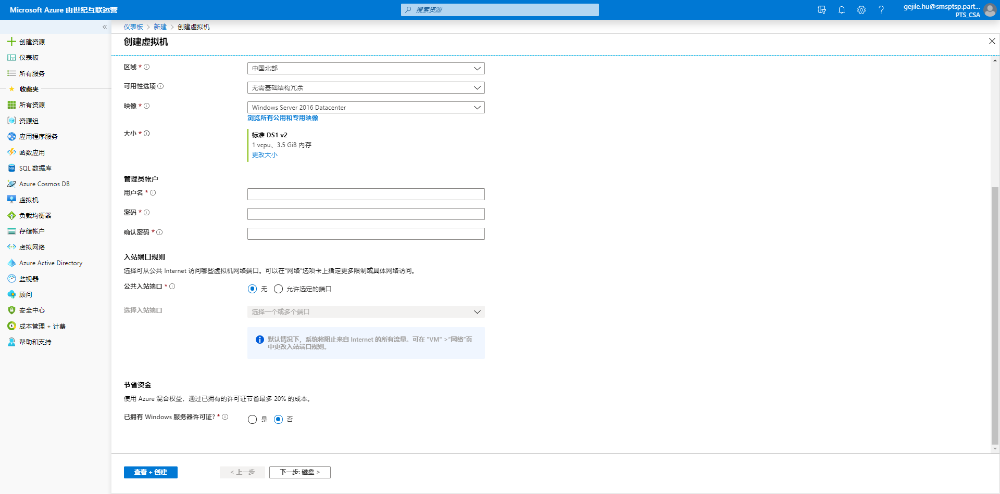 Microsoft Azure 由世纪互联运营
搜索资源
gejile.hu@smsptsp.part...
PTS_CSA
«
仪表板 > 新建 > 创建虚拟机
创建虚拟机
创建资源
仪表板
所有服务
收藏夹
所有资源
资源组
应用程序服务
函数应用
SQL 数据库
Azure Cosmos DB
虚拟机
负载均衡器
存储帐户
虚拟网络
Azure Active Directory
监视器
顾问
安全中心
成本管理 + 计费
帮助和支持
区域 *
中国北部
可用性选项
无需基础结构冗余
映像 *
Windows Server 2016 Datacenter
浏览所有公用和专用映像
大小 *
标准 DS1 v2
1 vcpu、3.5 GiB 内存
更改大小
管理员帐户
用户名 *
密码 *
确认密码 *
入站端口规则
选择可从公共 Internet 访问哪些虚拟机网络端口。可以在“网络”选项卡上指定更多限制或具体网络访问。
公共入站端口 *
无 允许选定的端口
选择入站端口
选择一个或多个端口
默认情况下，系统将阻止来自 Internet 的所有流量。可在 "VM" >“网络”页
中更改入站端口规则。
节省资金
使用 Azure 混合权益，通过已拥有的许可证节省最多 20% 的成本。
已拥有 Windows 服务器许可证? *
是 否
查看 + 创建
< 上一步
下一步: 磁盘 >